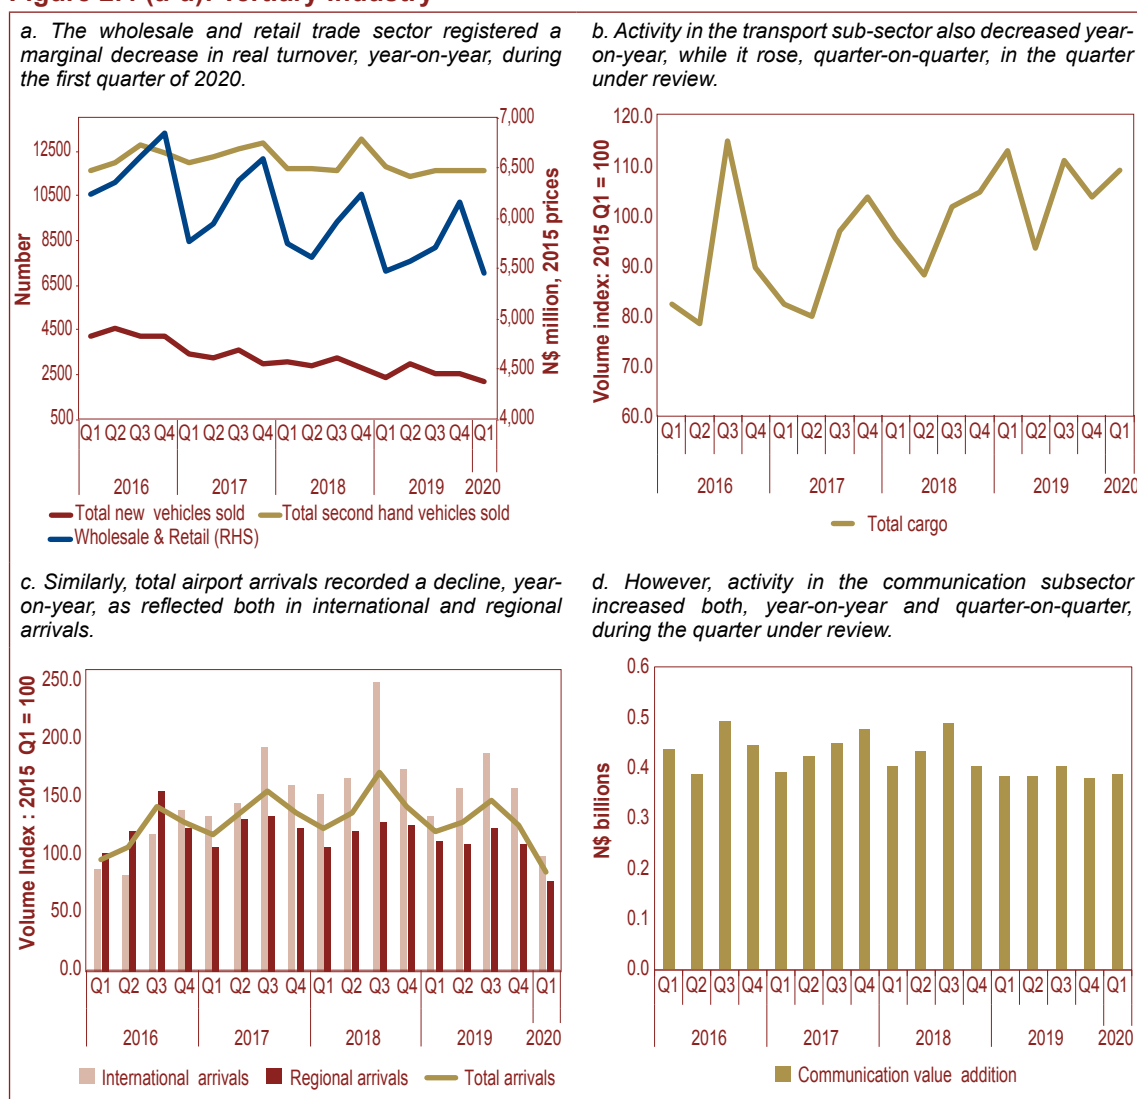 a. The wholesale and retail trade sector registered a
marginal decrease in real turnover, year-on-year, during
the first quarter of 2020.
7,000
6,500
6,000
5,500
5,000
4,500
4,000
12500
10500
8500
6500
4500
2500
500
Number
N$ million, 2015 prices
Q1 Q2 Q3 Q4 Q1 Q2 Q3 Q4 Q1 Q2 Q3 Q4 Q1 Q2 Q3 Q4 Q1
2016 2017 2018 2019 2020
Total new vehicles sold Total second hand vehicles sold
Wholesale & Retail (RHS)
b. Activity in the transport sub-sector also decreased year-
on-year, while it rose, quarter-on-quarter, in the quarter
under review.
120.0
110.0
100.0
90.0
80.0
70.0
60.0
Volume index: 2015 Q1 = 100
Q1 Q2 Q3 Q4 Q1 Q2 Q3 Q4 Q1 Q2 Q3 Q4 Q1 Q2 Q3 Q4 Q1
2016 2017 2018 2019 2020
Total cargo
c. Similarly, total airport arrivals recorded a decline, year-
on-year, as reflected both in international and regional
arrivals.
250.0
200.0
150.0
100.0
50.0
0.0
Volume Index : 2015 Q1 = 100
Q1 Q2 Q3 Q4 Q1 Q2 Q3 Q4 Q1 Q2 Q3 Q4 Q1 Q2 Q3 Q4 Q1
2016 2017 2018 2019 2020
International arrivals Regional arrivals Total arrivals
d. However, activity in the communication subsector
increased both, year-on-year and quarter-on-quarter,
during the quarter under review.
0.6
0.5
0.4
0.3
0.2
0.1
0.0
N$ billions
Q1 Q2 Q3 Q4 Q1 Q2 Q3 Q4 Q1 Q2 Q3 Q4 Q1 Q2 Q3 Q4 Q1
2016 2017 2018 2019 2020
Communication value addition